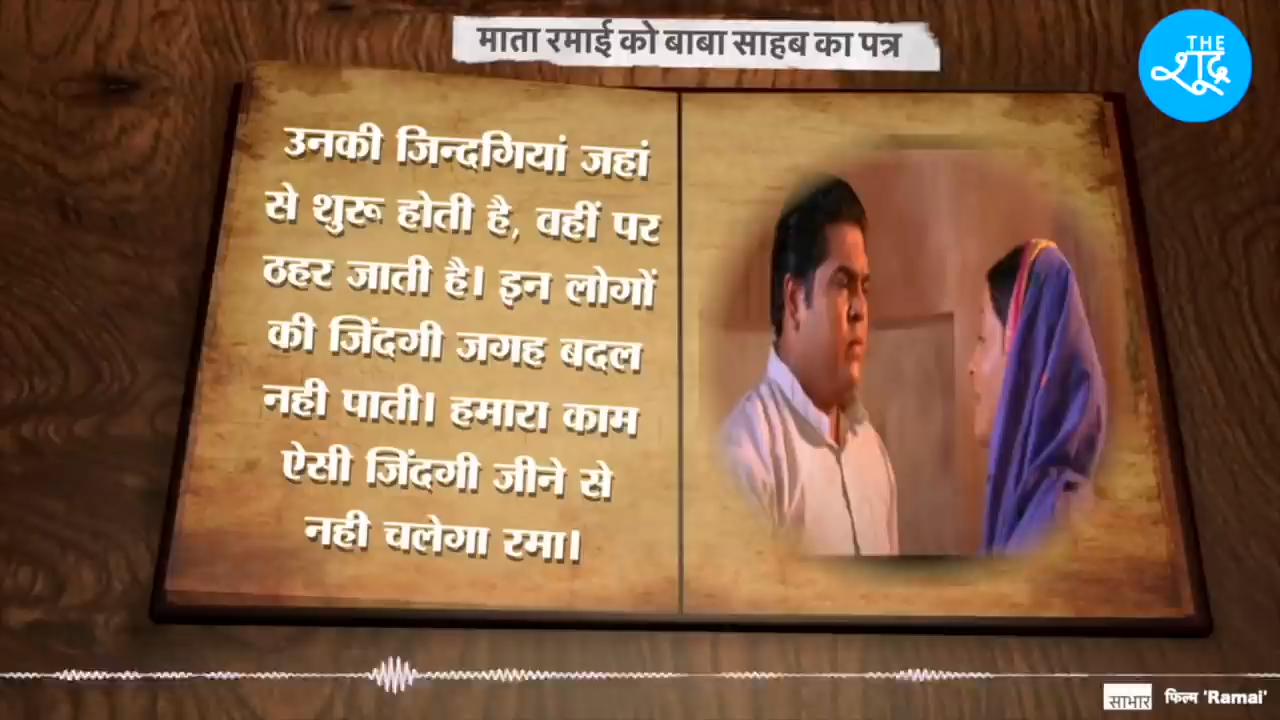 माता रमाई को बाबा साहब का पत्र
THE
शूद्र
उनकी जिन्दगियां जहां
से शुरू होती है, वहीं पर
ठहर जाती है। इन लोगों
की जिंदगी जगह बदल
नही पाती। हमारा काम
ऐसी जिंदगी जीने से
नही चलेगा रमा।
साभार फिल्म 'Ramai'